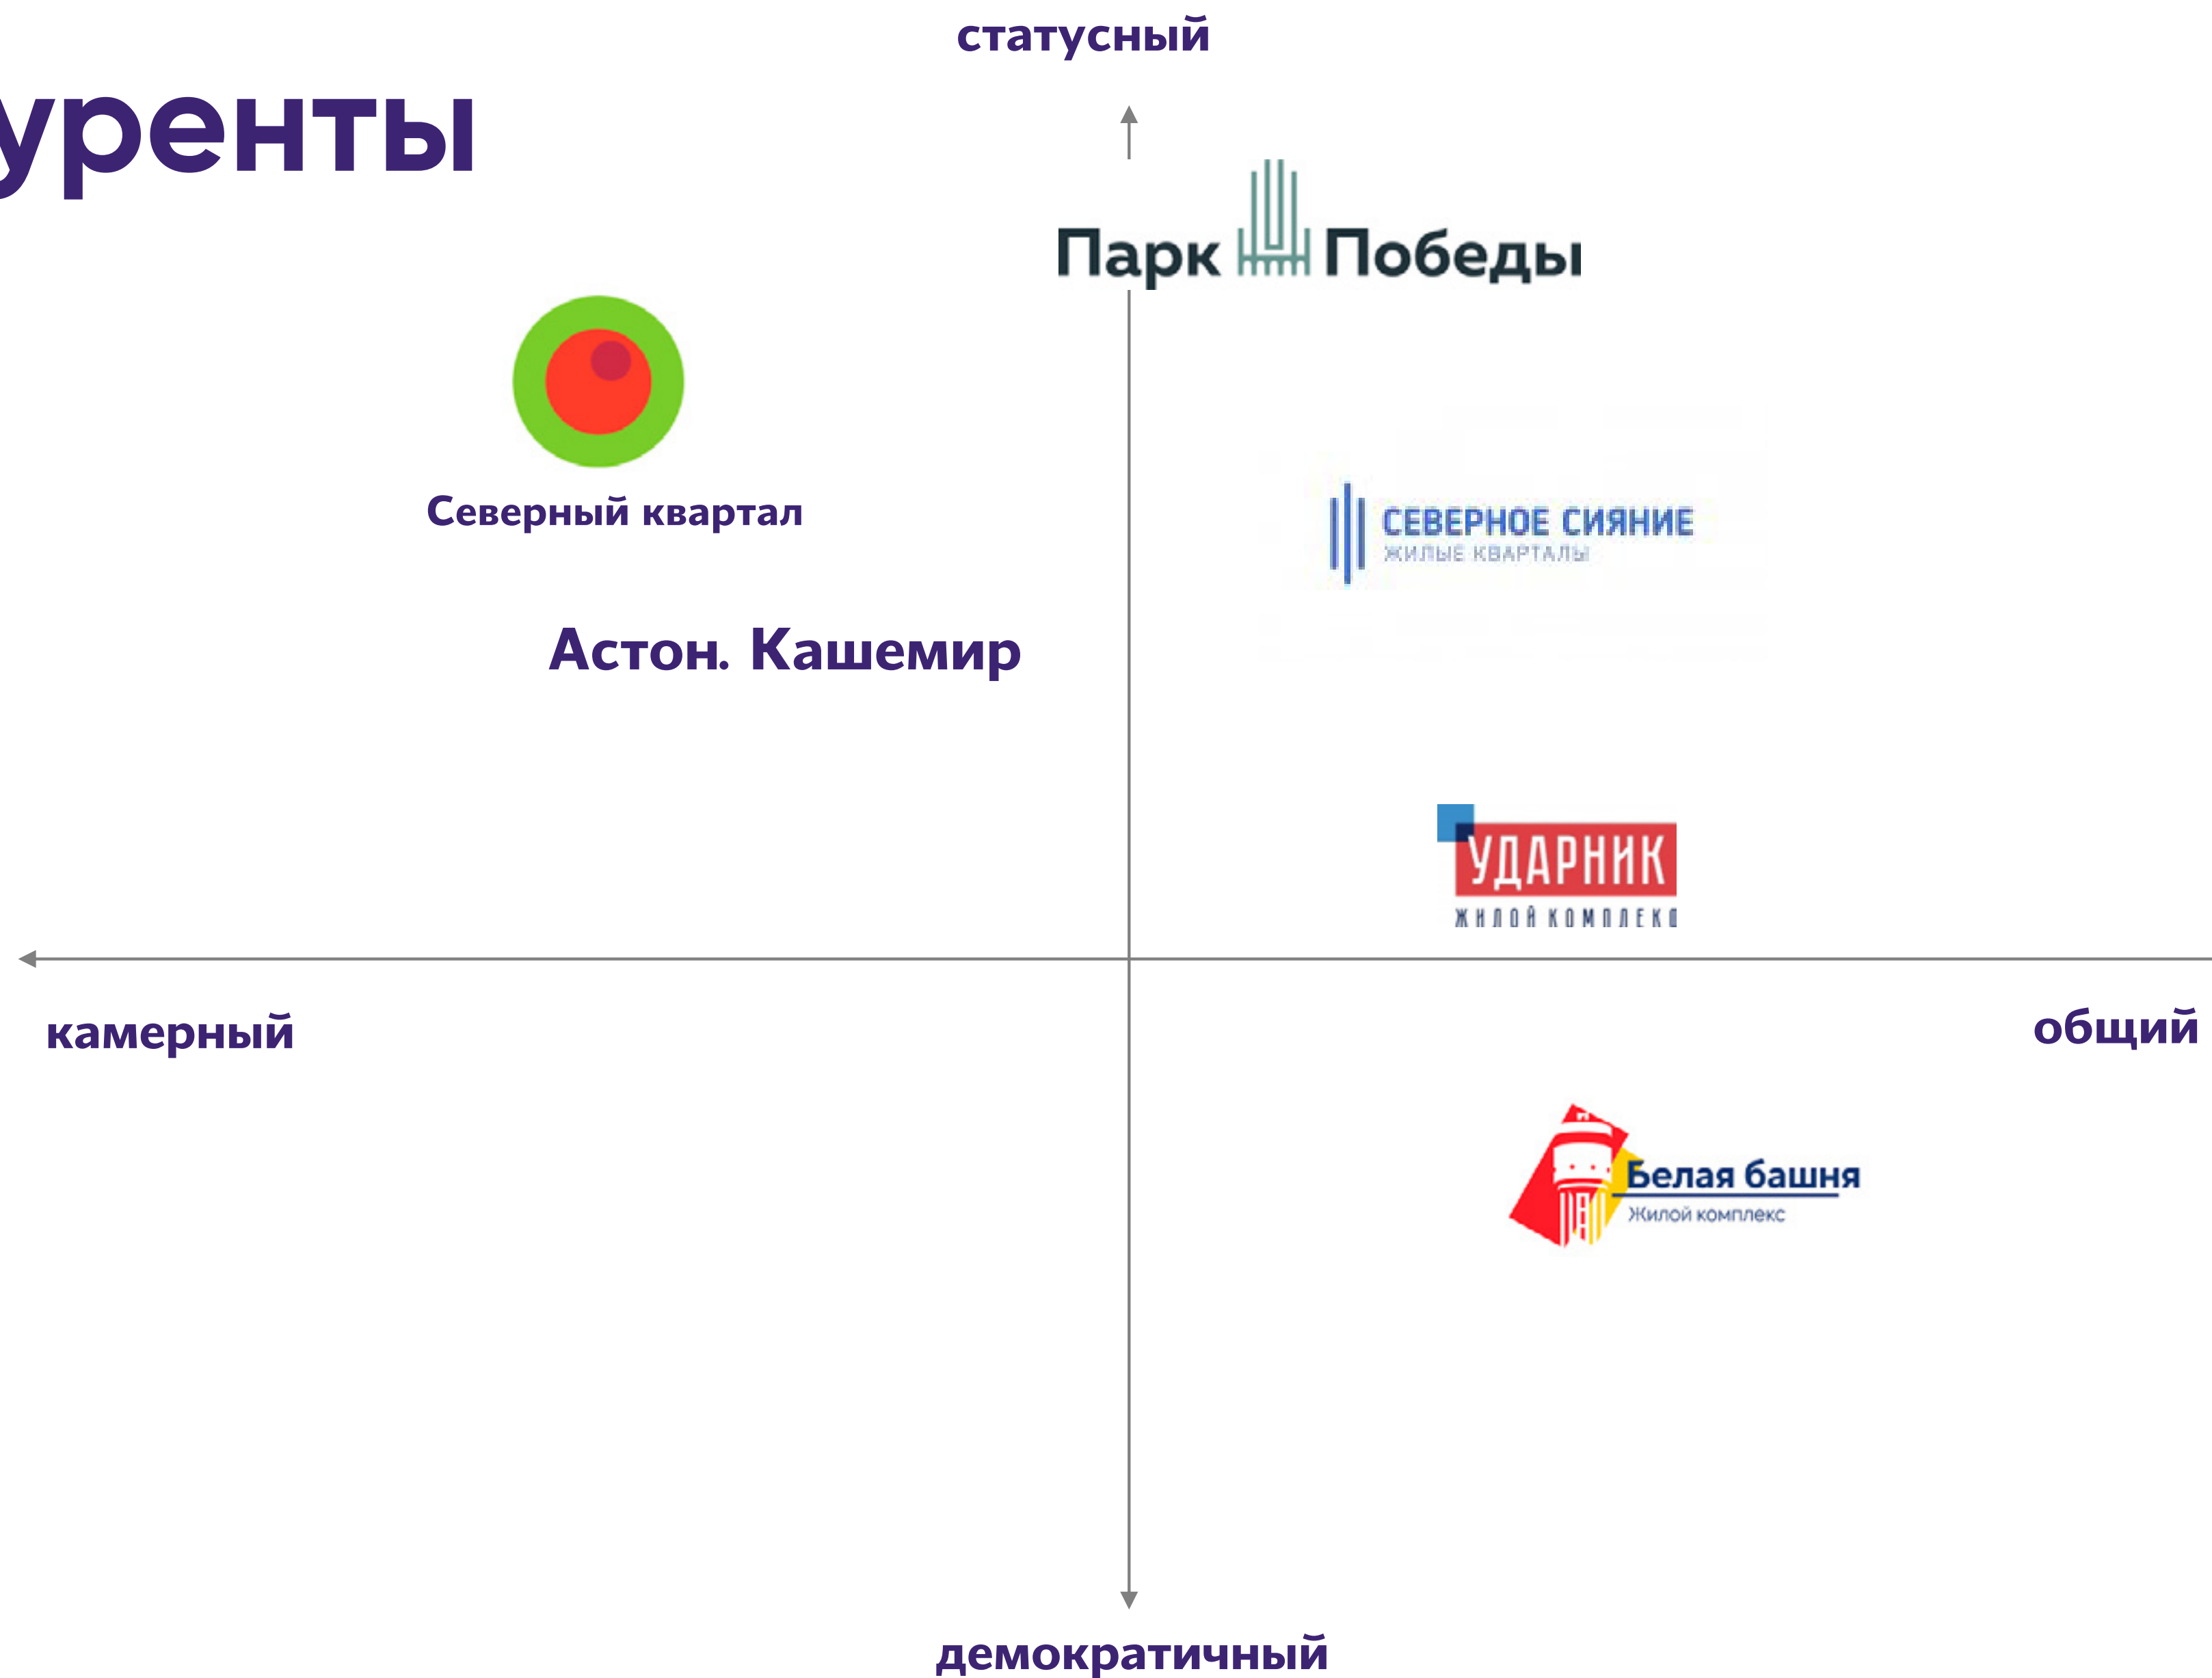 статусный
уренты
Парк Победы
Северный квартал
СЕВЕРНОЕ СИЯНИЕ
ЖИЛЫЕ КВАРТАЛЫ
Астон. Кашемир
УДАРНИК
ЖИЛОЙ КОМПЛЕКС
камерный
общий
Белая башня
Жилой комплекс
демократичный